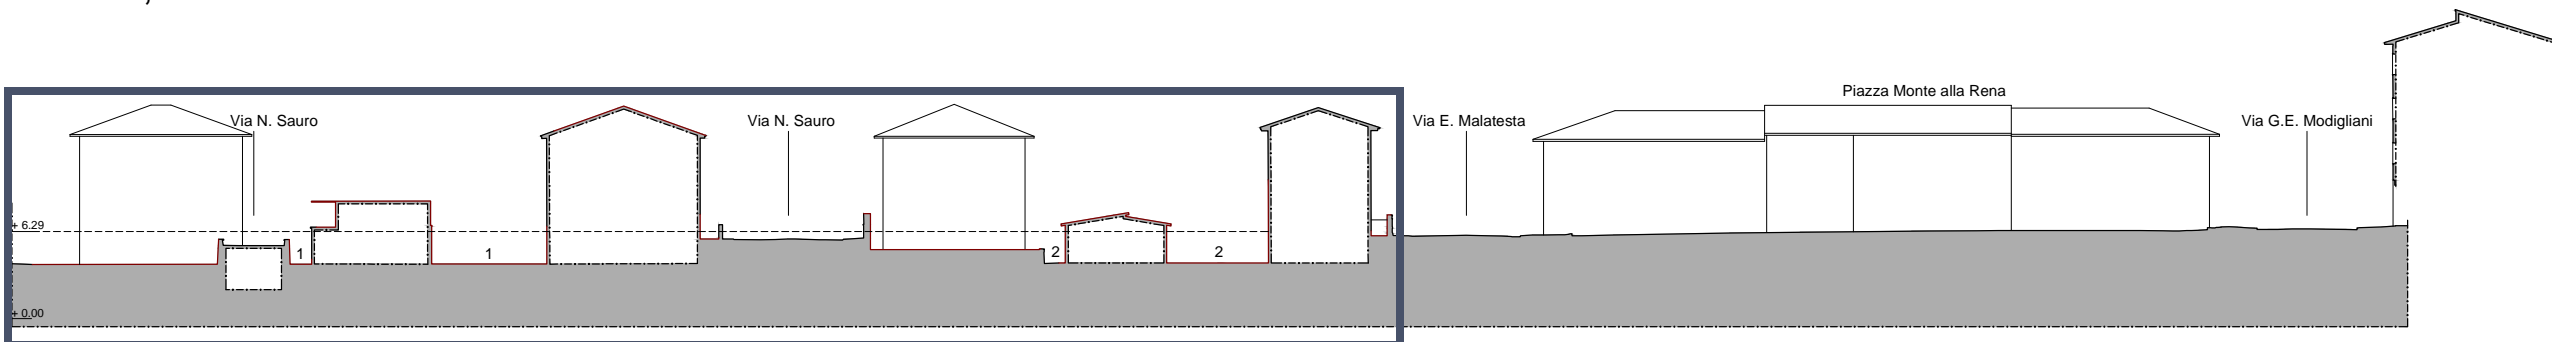 Piazza Monte alla Rena
Via N. Sauro
Via N. Sauro
Via E. Malatesta
Via G.E. Modigliani
+ 6.29
1
1
2
2
+ 0.00